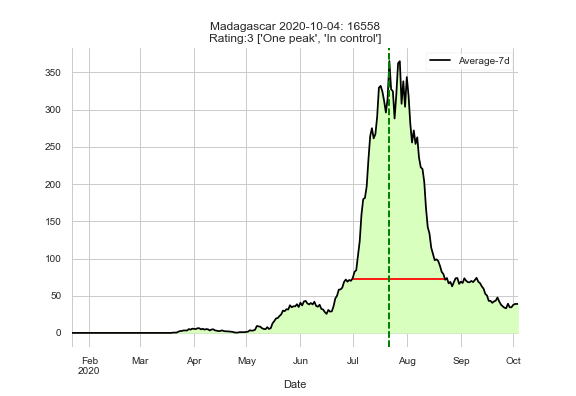 Madagascar 2020-10-04: 16558
Rating:3 ['One peak', 'In control']
Average-7d
350
300
250
200
150
100
50
0
Feb
2020
Mar
Apr
May
Jun
Jul
Aug
Sep
Oct
Date